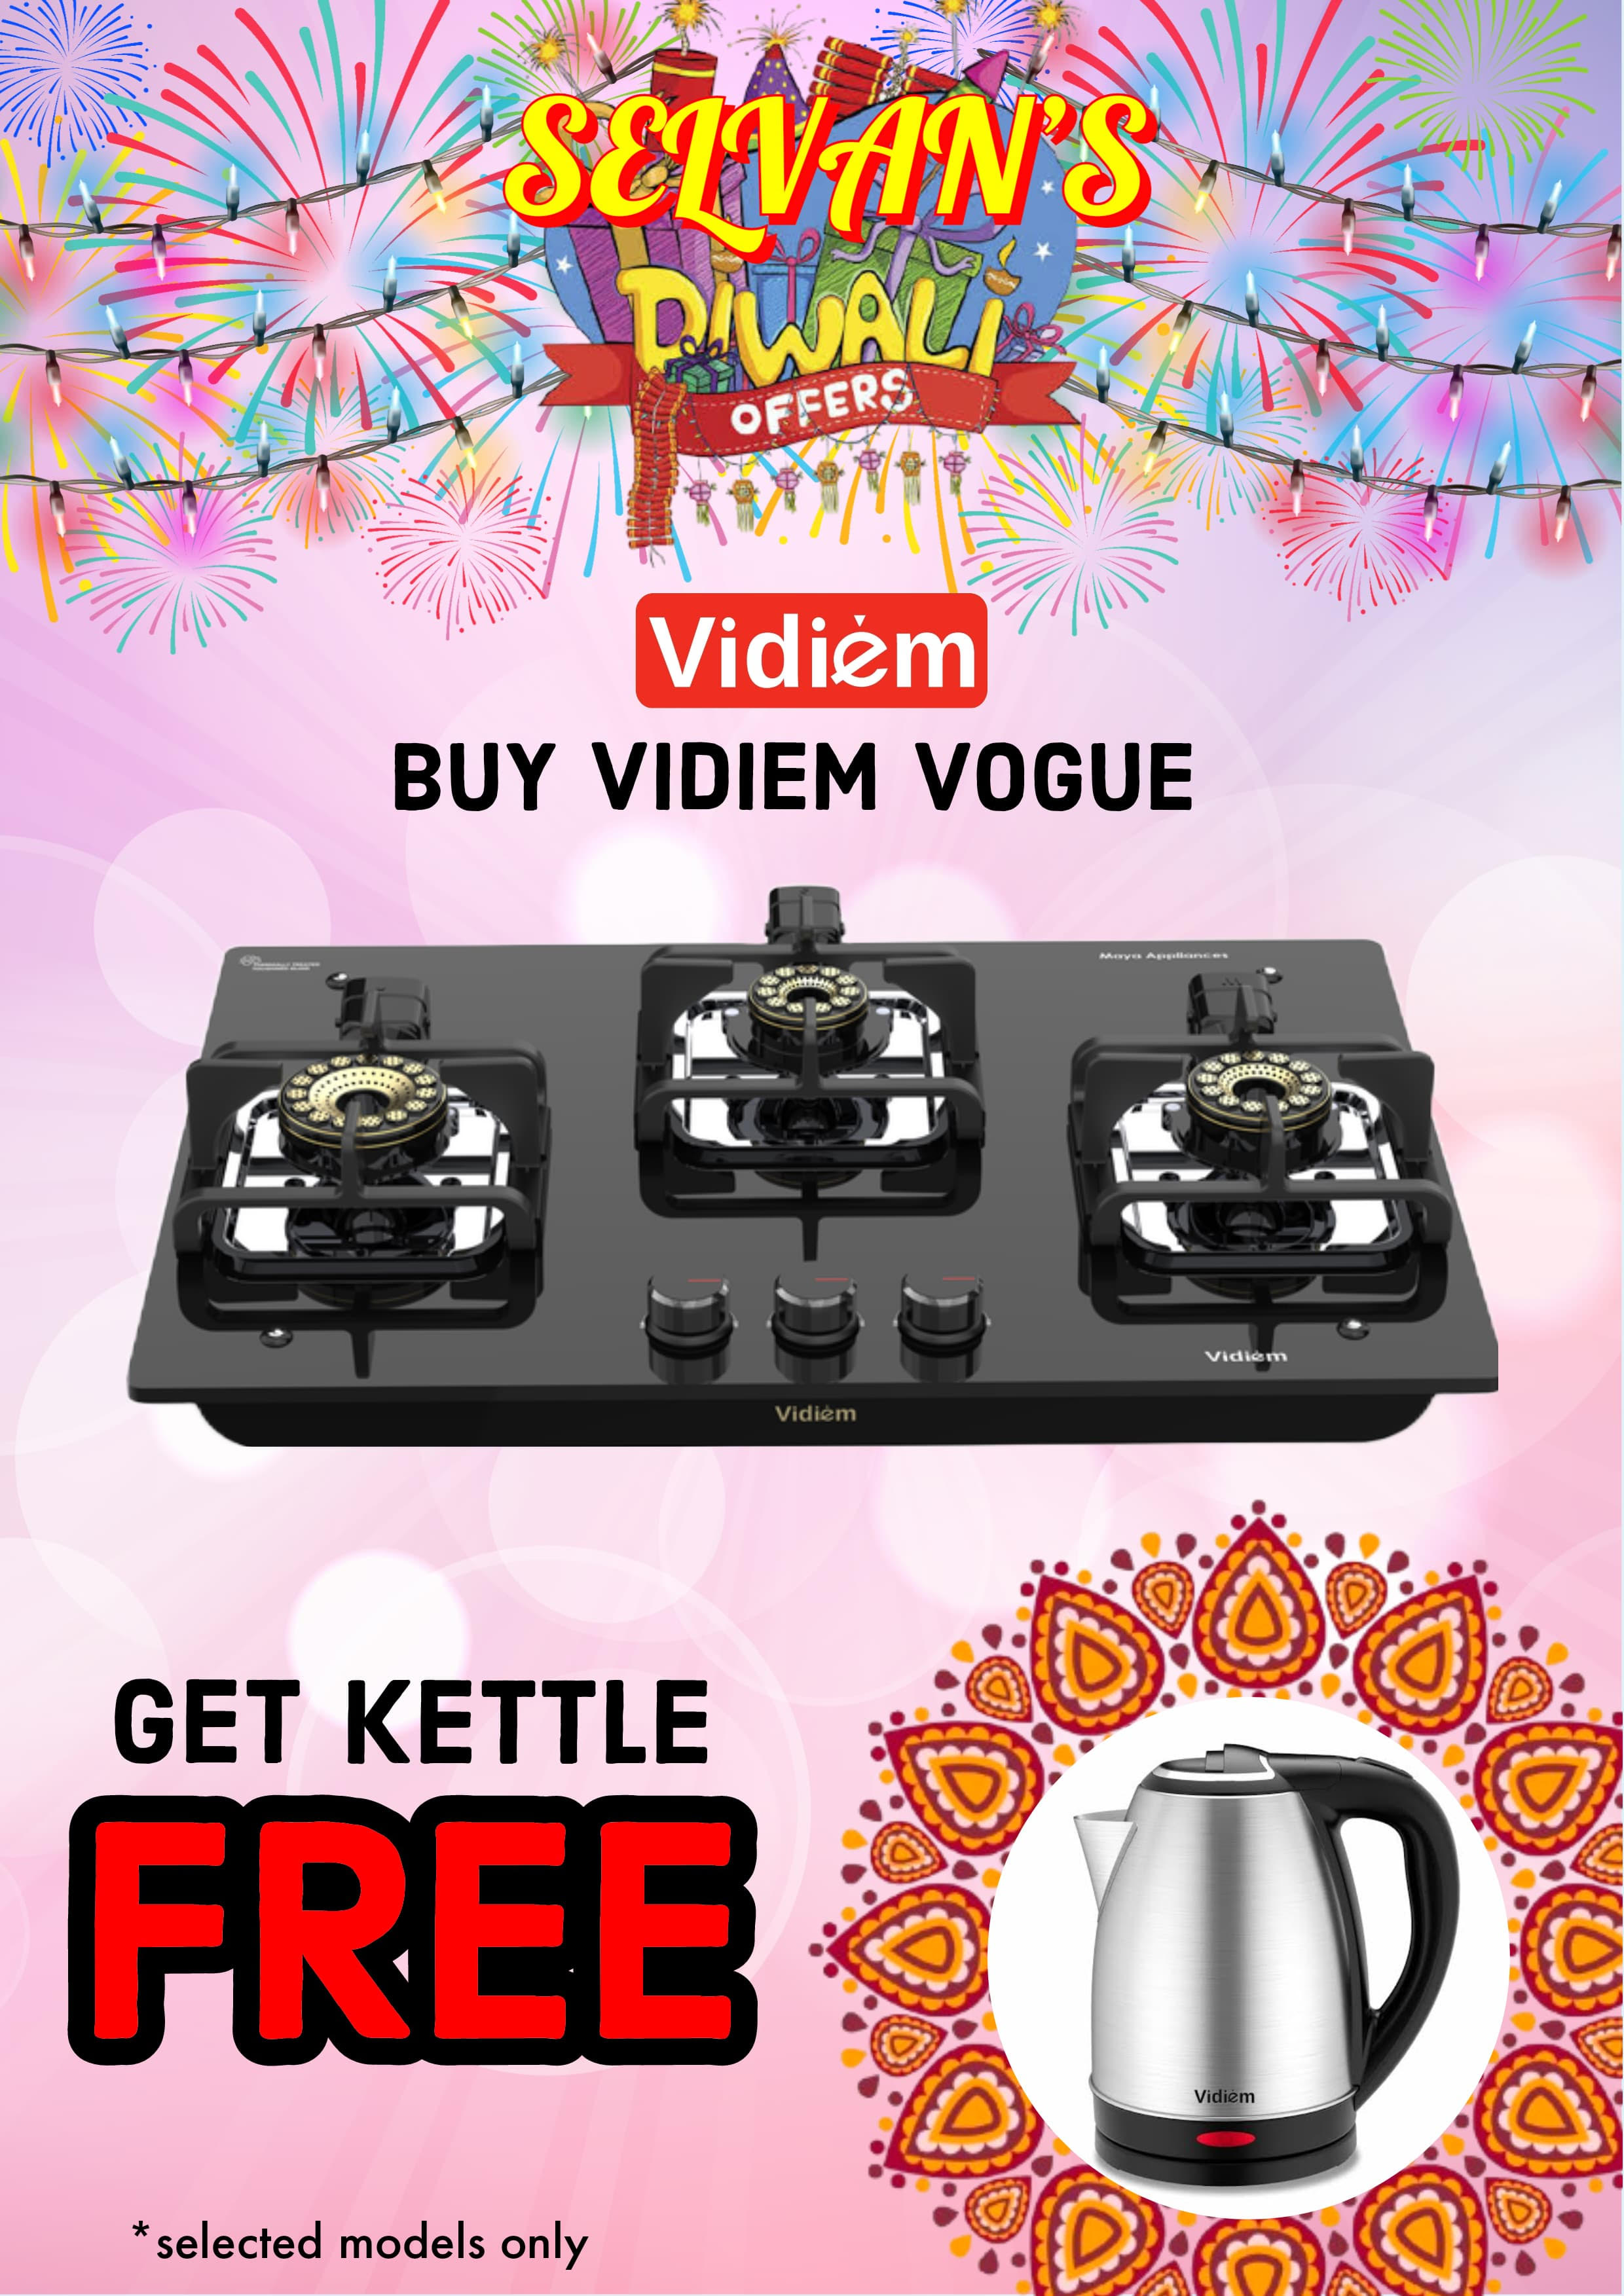 SELVAN'S
DIWALI
OFFERS
Vidiem
BUY VIDIEM VOGUE
Maya Appliances
Vidiem
Vidiem
GET KETTLE
FREE
Vidiem
*selected models only